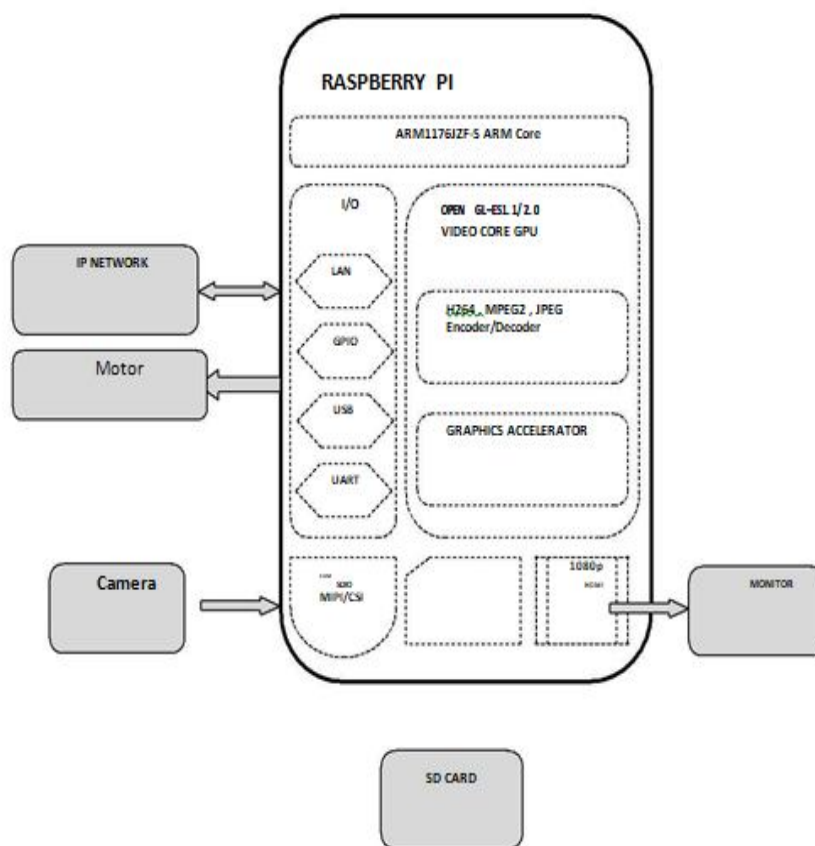 RASPBERRY PI
ARM1176JZF-S ARM Core
I/O
OPEN GL-ES1.1/2.0
VIDEO CORE GPU
IP NETWORK
LAN
H264, MPEG2, JPEG
Encoder/Decoder
GPIO
Motor
USB
GRAPHICS ACCELERATOR
UART
Camera
MIPI/CSI
1080p
HDMI
MONITOR
SD CARD